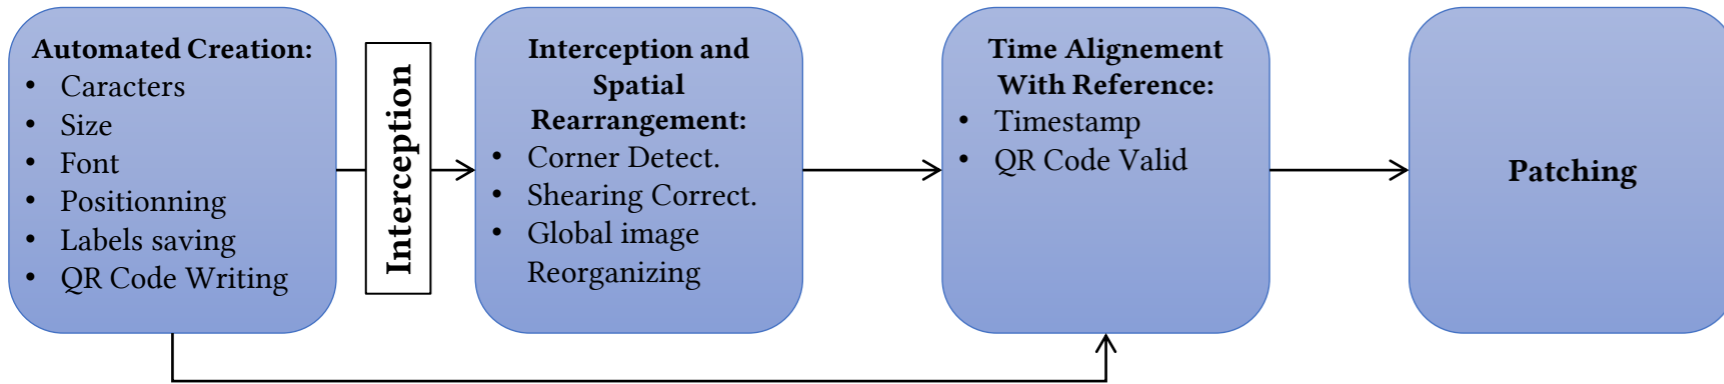 Automated Creation:
• Caracters
• Size
• Font
• Positionning
• Labels saving
• QR Code Writing
Interception
Interception and
Spatial
Rearrangement:
• Corner Detect.
• Shearing Correct.
• Global image
Reorganizing
Time Alignement
With Reference:
• Timestamp
• QR Code Valid
Patching